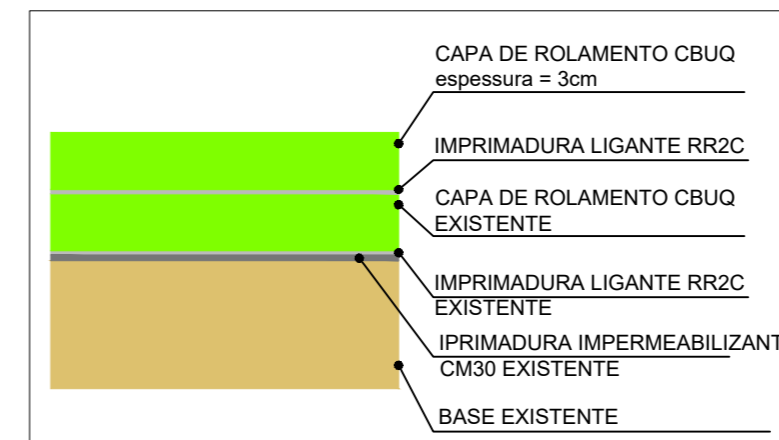 CAPA DE ROLAMENTO CBUQ
espessura = 3cm
IMPRIMADURA LIGANTE RR2C
CAPA DE ROLAMENTO CBUQ
EXISTENTE
IMPRIMADURA LIGANTE RR2C
EXISTENTE
IPRIMADURA IMPERMEABILIZANT
CM30 EXISTENTE
BASE EXISTENTE